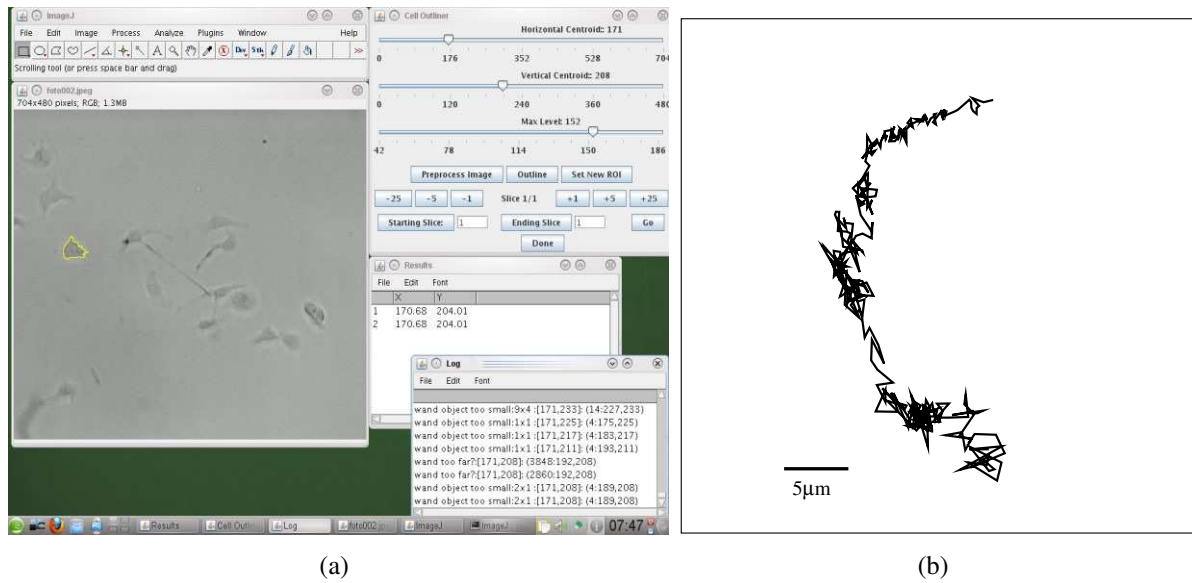 ImageJ
File Edit Image Process Analyze Plugins Window Help
Dev Stk >>
Scrolling tool (or press space bar and drag)
foto002.jpeg
704x480 pixels; RGB; 1.3MB
Cell Outliner
Horizontal Centroid: 171
0 176 352 528 704
Vertical Centroid: 208
0 120 240 360 480
Max Level: 152
42 78 114 150 186
Preprocess Image Outline Set New ROI
-25 -5 -1 Slice 1/1 +1 +5 +25
Starting Slice: 1 Ending Slice 1 Go
Done
Results
File Edit Font
X Y
1 170.68 204.01
2 170.68 204.01
Log
File Edit Font
wand object too small:9x4 :[171,233]: (14:227,233)
wand object too small:1x1 :[171,225]: (4:175,225)
wand object too small:1x1 :[171,217]: (4:183,217)
wand object too small:1x1 :[171,211]: (4:193,211)
wand too far?:[171,208]: (3848:192,208)
wand too far?:[171,208]: (2860:192,208)
wand object too small:2x1 :[171,208]: (4:189,208)
wand object too small:2x1 :[171,208]: (4:189,208)
Results Cell Outlin Log foto002.jp ImageJ ImageJ 07:47
5μm
(a) (b)